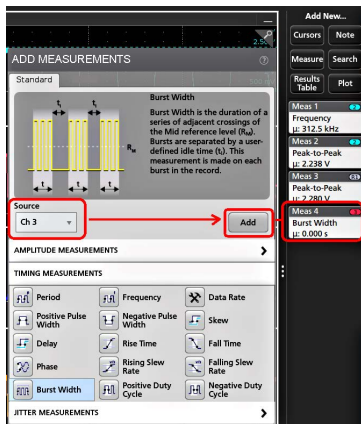 Add New...
Cursors Note
Measure Search
Results Table Plot
ADD MEASUREMENTS
Standard
Burst Width
Burst Width is the duration of a
series of adjacent crossings of
the Mid reference level (RM).
Bursts are separated by a user-
defined idle time (tI). This
measurement is made on each
burst in the record.
tI tI
RM
t t t
Source
Ch 3
Add
AMPLITUDE MEASUREMENTS
TIMING MEASUREMENTS
Period Frequency Data Rate
Positive Pulse Width Negative Pulse Width Skew
Delay Rise Time Fall Time
Phase Rising Slew Rate Falling Slew Rate
Burst Width Positive Duty Cycle Negative Duty Cycle
JITTER MEASUREMENTS
Meas 1
Frequency
µ: 312.5 kHz
Meas 2 2
Peak-to-Peak
µ: 2.238 V
Meas 3 R1
Peak-to-Peak
µ: 2.280 V
Meas 4 3
Burst Width
µ: 0.000 s